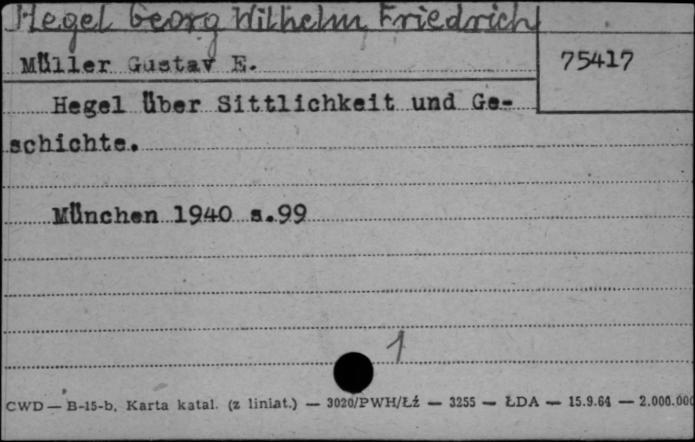 Hegel Georg Wilhelm Friedrich
Müller Gustav E.
75417
Hegel Über Sittlichkeit und Ge-
schichte.
München 1940 s.99
1
CWD — B-15-b, Karta katal. (z liniat.) — 3020/PWH/Łź — 3255 — ŁDA — 15.9.64 — 2.000.000